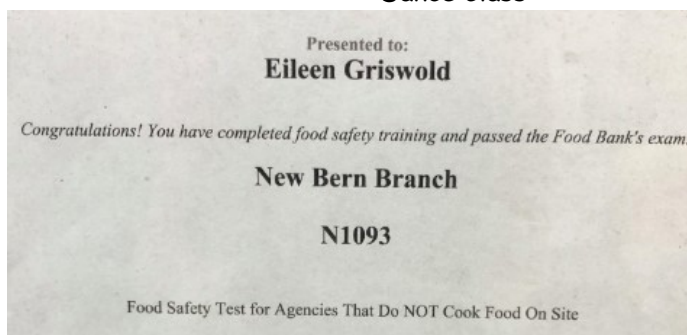 Presented to:
Eileen Griswold
Congratulations! You have completed food safety training and passed the Food Bank's exam.
New Bern Branch
N1093
Food Safety Test for Agencies That Do NOT Cook Food On Site